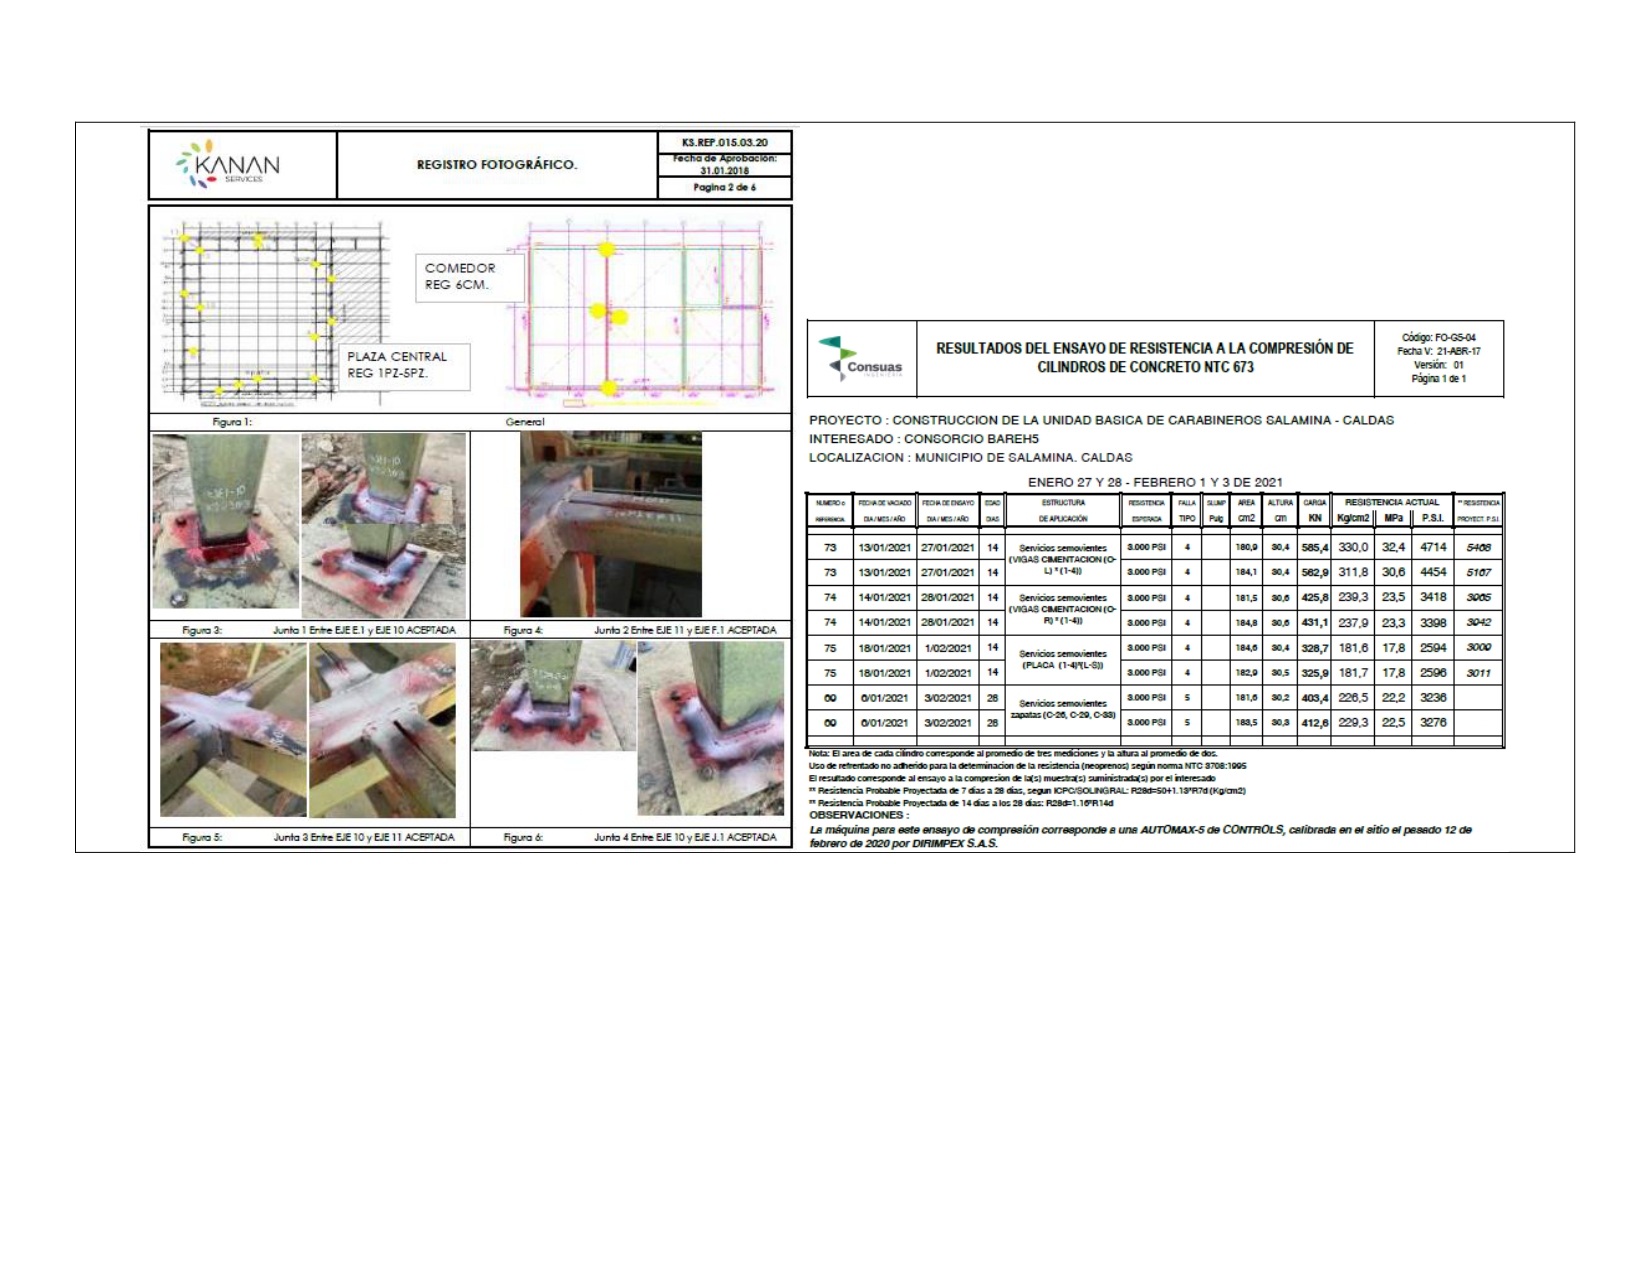 KANAN
SERVICES
REGISTRO FOTOGRÁFICO.
KS.REP.015.03.20
Fecha de Aprobación:
31.01.2018
Pagina 2 de 6
COMEDOR
REG 6CM.
PLAZA CENTRAL
REG 1PZ-5PZ.
Figura 1: General
Figura 3: Junta 1 Entre EJE E.1 y EJE 10 ACEPTADA
Figura 4: Junta 2 Entre EJE 11 y EJE F.1 ACEPTADA
Figura 5: Junta 3 Entre EJE 10 y EJE 11 ACEPTADA
Figura 6: Junta 4 Entre EJE 10 y EJE J.1 ACEPTADA
Consuas
INGENIERIA
RESULTADOS DEL ENSAYO DE RESISTENCIA A LA COMPRESIÓN DE
CILINDROS DE CONCRETO NTC 673
Código: FO-GS-04
Fecha V: 21-ABR-17
Versión: 01
Página 1 de 1
PROYECTO : CONSTRUCCION DE LA UNIDAD BASICA DE CARABINEROS SALAMINA - CALDAS
INTERESADO : CONSORCIO BAREH5
LOCALIZACION : MUNICIPIO DE SALAMINA. CALDAS
ENERO 27 Y 28 - FEBRERO 1 Y 3 DE 2021
NUMERO o FECHA DE VACIADO FECHA DE ENSAYO EDAD ESTRUCTURA RESISTENCIA FALLA SLUMP AREA ALTURA CARGA RESISTENCIA ACTUAL ** RESISTENCIA
REFERENCIA DIA / MES / AÑO DIA / MES / AÑO DIAS DE APLICACIÓN ESPERADA TIPO Pulg cm2 cm KN Kg/cm2 MPa P.S.I. PROYECT. P.S.I.
73 13/01/2021 27/01/2021 14 Servicios semovientes (VIGAS CIMENTACION (O-L) * (1-4)) 3.000 PSI 4 180,9 30,4 585,4 330,0 32,4 4714 5468
73 13/01/2021 27/01/2021 14 3.000 PSI 4 184,1 30,4 562,9 311,8 30,6 4454 5167
74 14/01/2021 28/01/2021 14 Servicios semovientes (VIGAS CIMENTACION (O-R) * (1-4)) 3.000 PSI 4 181,5 30,6 425,8 239,3 23,5 3418 3965
74 14/01/2021 28/01/2021 14 3.000 PSI 4 184,8 30,6 431,1 237,9 23,3 3398 3942
75 18/01/2021 1/02/2021 14 Servicios semovientes (PLACA (1-4)*(L-S)) 3.000 PSI 4 184,6 30,4 328,7 181,6 17,8 2594 3009
75 18/01/2021 1/02/2021 14 3.000 PSI 4 182,9 30,5 325,9 181,7 17,8 2596 3011
69 6/01/2021 3/02/2021 28 Servicios semovientes zapatas (C-26, C-29, C-33) 3.000 PSI 5 181,6 30,2 403,4 226,5 22,2 3236
69 6/01/2021 3/02/2021 28 3.000 PSI 5 183,5 30,3 412,6 229,3 22,5 3276
Nota: El area de cada cilindro corresponde al promedio de tres mediciones y la altura al promedio de dos.
Uso de refrentado no adherido para la determinacion de la resistencia (neoprenos) según norma NTC 3708:1995
El resultado corresponde al ensayo a la compresion de la(s) muestra(s) suministrada(s) por el interesado
** Resistencia Probable Proyectada de 7 días a 28 días, segun ICPC/SOLINGRAL: R28d=50+1.13*R7d (Kg/cm2)
** Resistencia Probable Proyectada de 14 dias a los 28 dias: R28d=1.16*R14d
OBSERVACIONES :
La máquina para este ensayo de compresión corresponde a una AUTOMAX-5 de CONTROLS, calibrada en el sitio el pasado 12 de
febrero de 2020 por DIRIMPEX S.A.S.